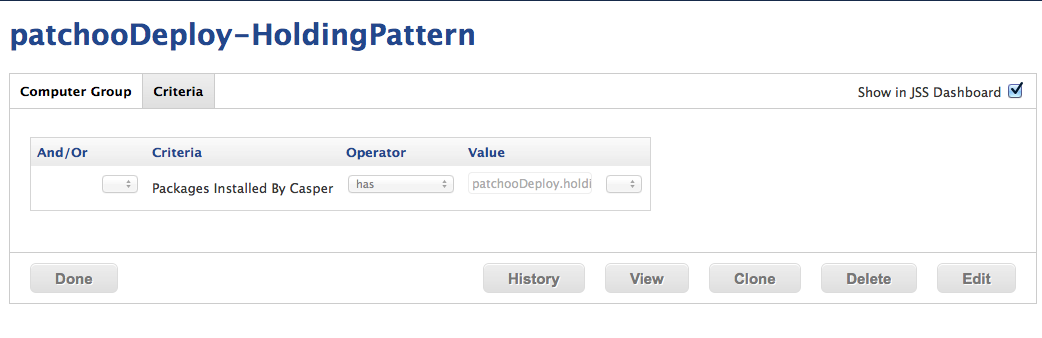 patchooDeploy-HoldingPattern
Computer Group Criteria Show in JSS Dashboard
And/Or Criteria Operator Value
Packages Installed By Casper has patchooDeploy.holdi
Done History View Clone Delete Edit